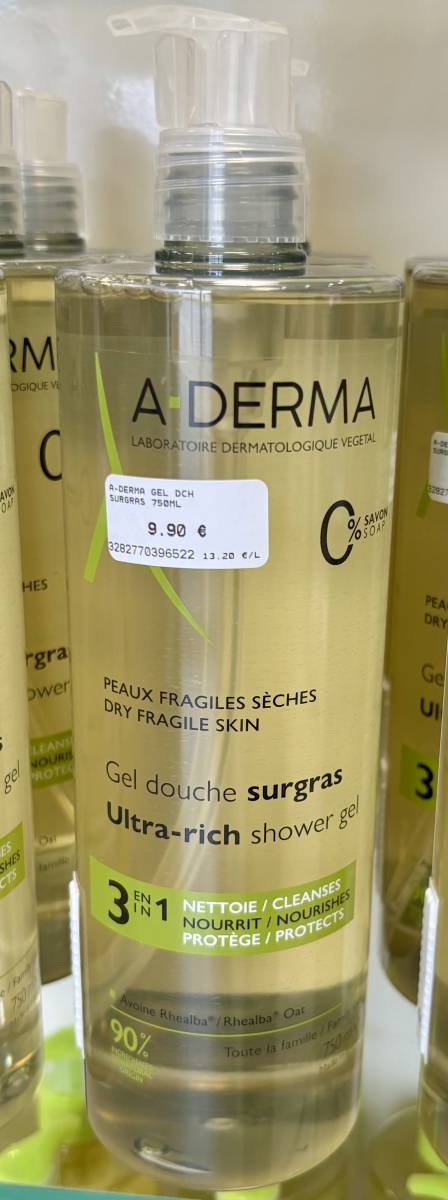 A-DERMA
LABORATOIRE DERMATOLOGIQUE VEGETAL
A-DERMA GEL DCH
SURGRAS 750ML
9.90 €
3282770396522 13.20 €/L
0% SAVON
SOAP
PEAUX FRAGILES SÈCHES
DRY FRAGILE SKIN
Gel douche surgras
Ultra-rich shower gel
3 EN
IN 1
NETTOIE / CLEANSES
NOURRIT / NOURISHES
PROTÈGE / PROTECTS
Avoine Rhealba® / Rhealba® Oat
90%
ORIGIN
Toute la famille / Fam
750 m